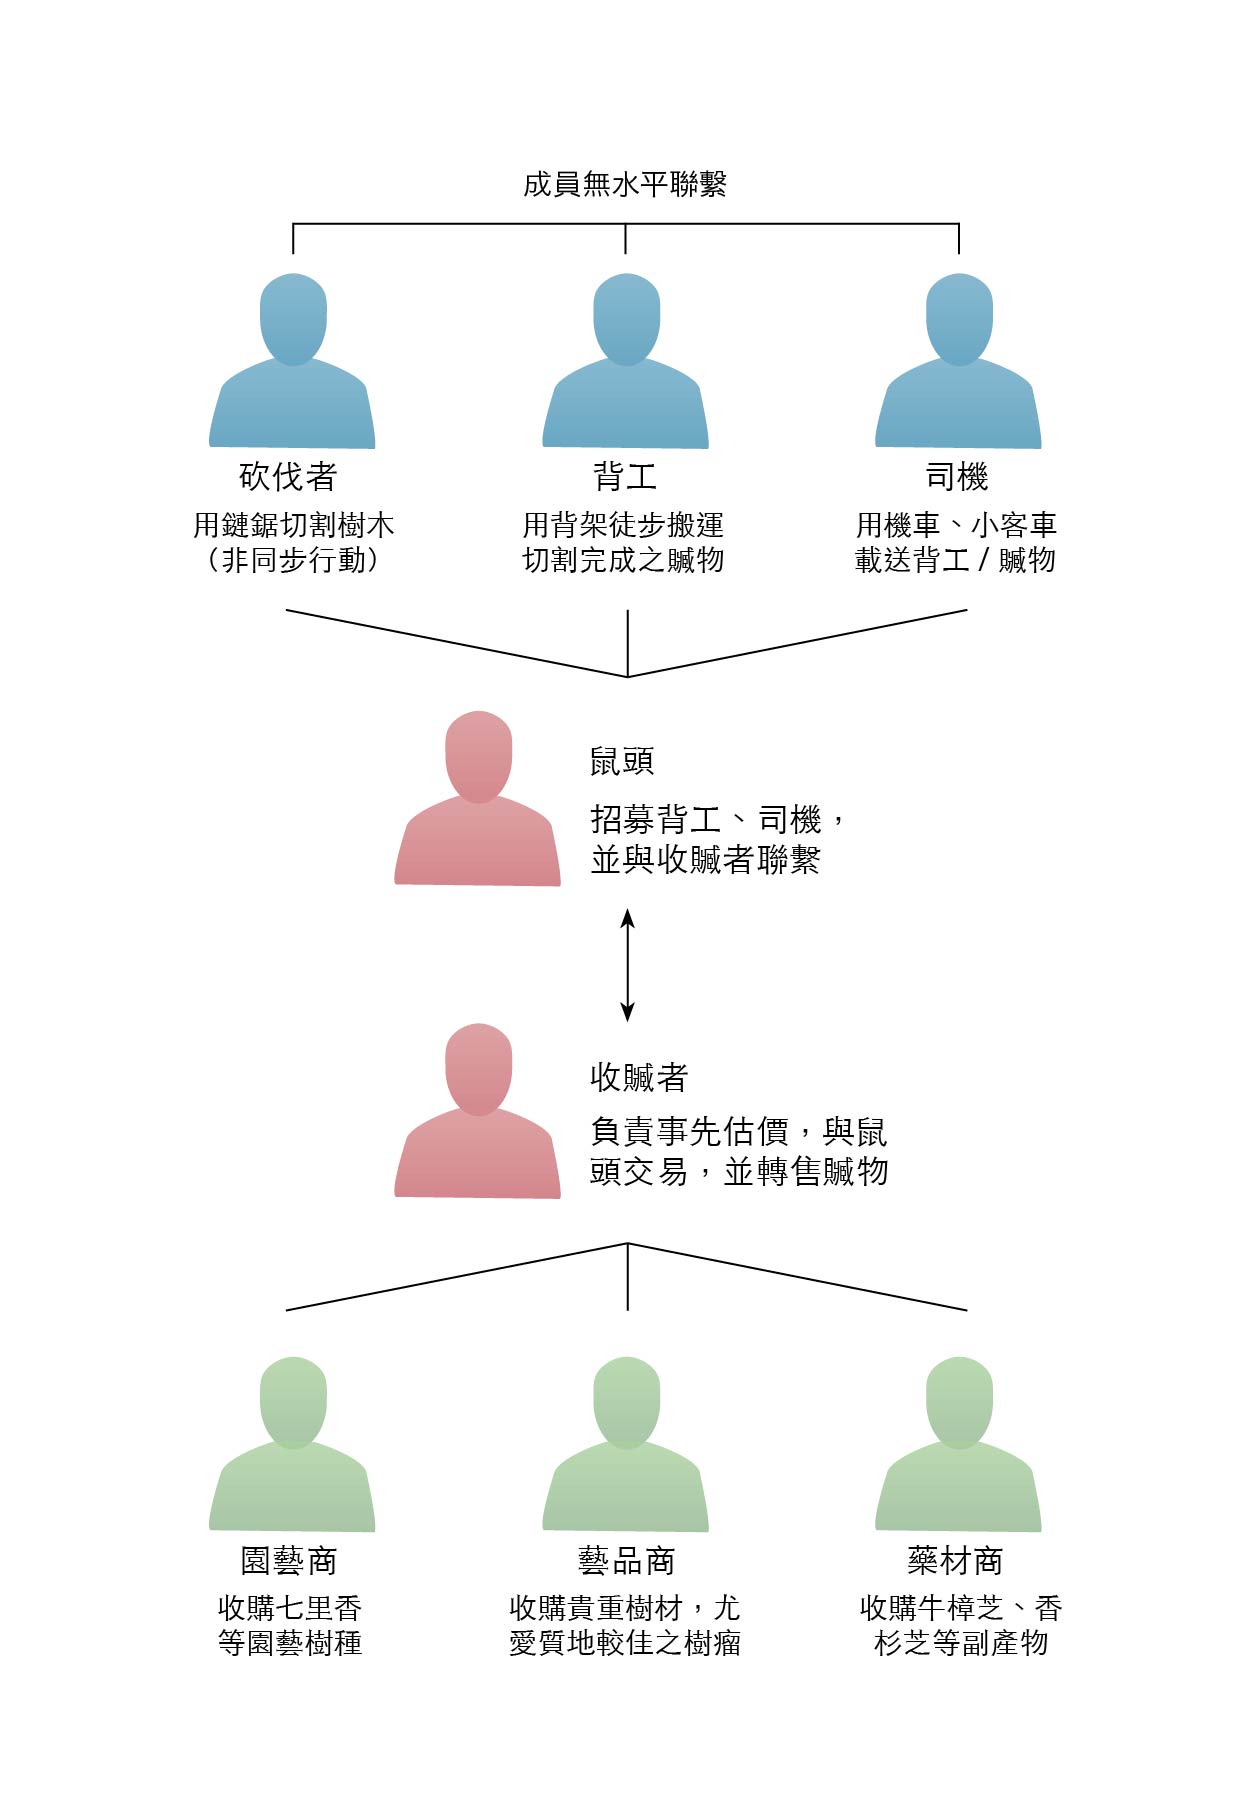 成員無水平聯繫
砍伐者
用鏈鋸切割樹木
（非同步行動）
背工
用背架徒步搬運
切割完成之贓物
司機
用機車、小客車
載送背工 / 贓物
鼠頭
招募背工、司機，
並與收贓者聯繫
收贓者
負責事先估價，與鼠
頭交易，並轉售贓物
園藝商
收購七里香
等園藝樹種
藝品商
收購貴重樹材，尤
愛質地較佳之樹瘤
藥材商
收購牛樟芝、香
杉芝等副產物